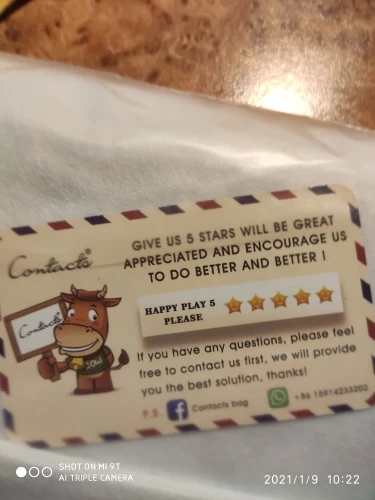 GIVE US 5 STARS WILL BE GREAT
APPRECIATED AND ENCOURAGE US
TO DO BETTER AND BETTER !
Contacts®
HAPPY PLAY 5
PLEASE
Contacts
If you have any questions, please feel
free to contact us first, we will provide
you the best solution, thanks!
P.S. f Contacts bag +86 15914233202
SHOT ON MI 9T
AI TRIPLE CAMERA
2021/1/9 10:22